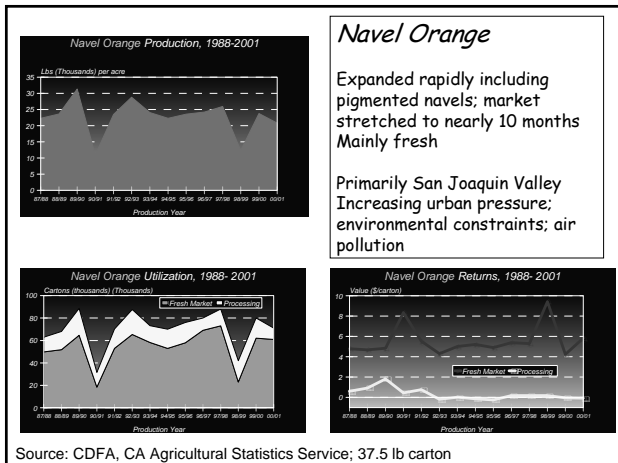 Navel Orange Production, 1988-2001
Lbs (Thousands) per acre
35
30
25
20
15
10
5
0
87/88 88/89 89/90 90/91 91/92 92/93 93/94 94/95 95/96 96/97 97/98 98/99 99/00 00/01
Production Year
Navel Orange
Expanded rapidly including
pigmented navels; market
stretched to nearly 10 months
Mainly fresh
Primarily San Joaquin Valley
Increasing urban pressure;
environmental constraints; air
pollution
Navel Orange Utilization, 1988- 2001
Cartons (thousands) (Thousands)
Fresh Market Processing
100
80
60
40
20
0
87/88 88/89 89/90 90/91 91/92 92/93 93/94 94/95 95/96 96/97 97/98 98/99 99/00 00/01
Production Year
Navel Orange Returns, 1988- 2001
Value ($/carton)
10
8
6
4
2
0
Fresh Market Processing
87/88 88/89 89/90 90/91 91/92 92/93 93/94 94/95 95/96 96/97 97/98 98/99 99/00 00/01
Production Year
Source: CDFA, CA Agricultural Statistics Service; 37.5 lb carton